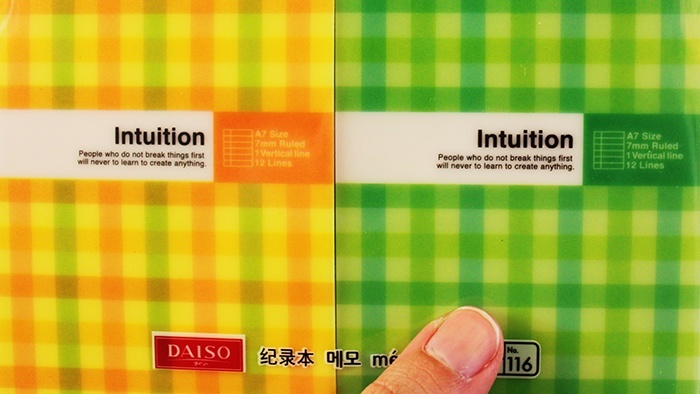 Intuition
People who do not break things first
will never to learn to create anything.
A7 Size
7mm Ruled
1 Vertical line
12 Lines
Intuition
People who do not break things first
will never to learn to create anything.
A7 Size
7mm Ruled
1 Vertical line
12 Lines
DAISO
纪录本 메모 mé
No.
116